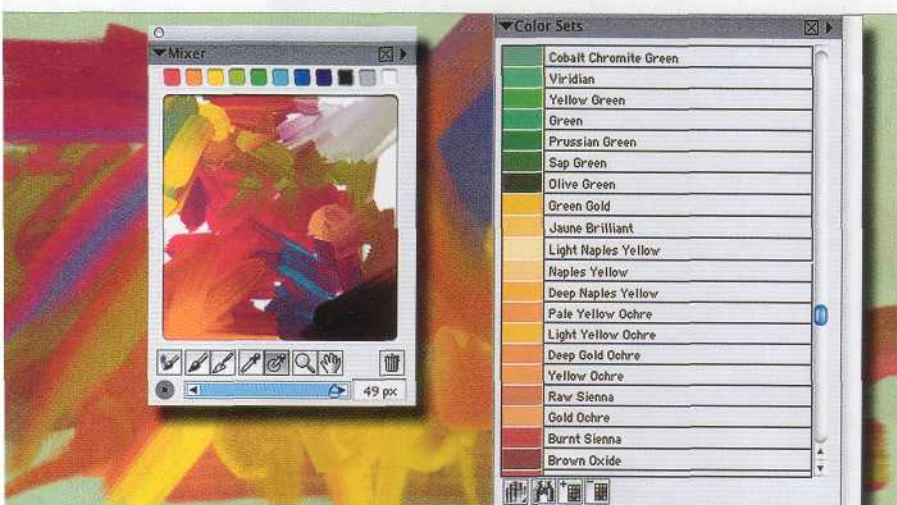 Mixer
49 px
Color Sets
Cobalt Chromite Green
Viridian
Yellow Green
Green
Prussian Green
Sap Green
Olive Green
Green Gold
Jaune Brilliant
Light Naples Yellow
Naples Yellow
Deep Naples Yellow
Pale Yellow Ochre
Light Yellow Ochre
Deep Gold Ochre
Yellow Ochre
Raw Sienna
Gold Ochre
Burnt Sienna
Brown Oxide